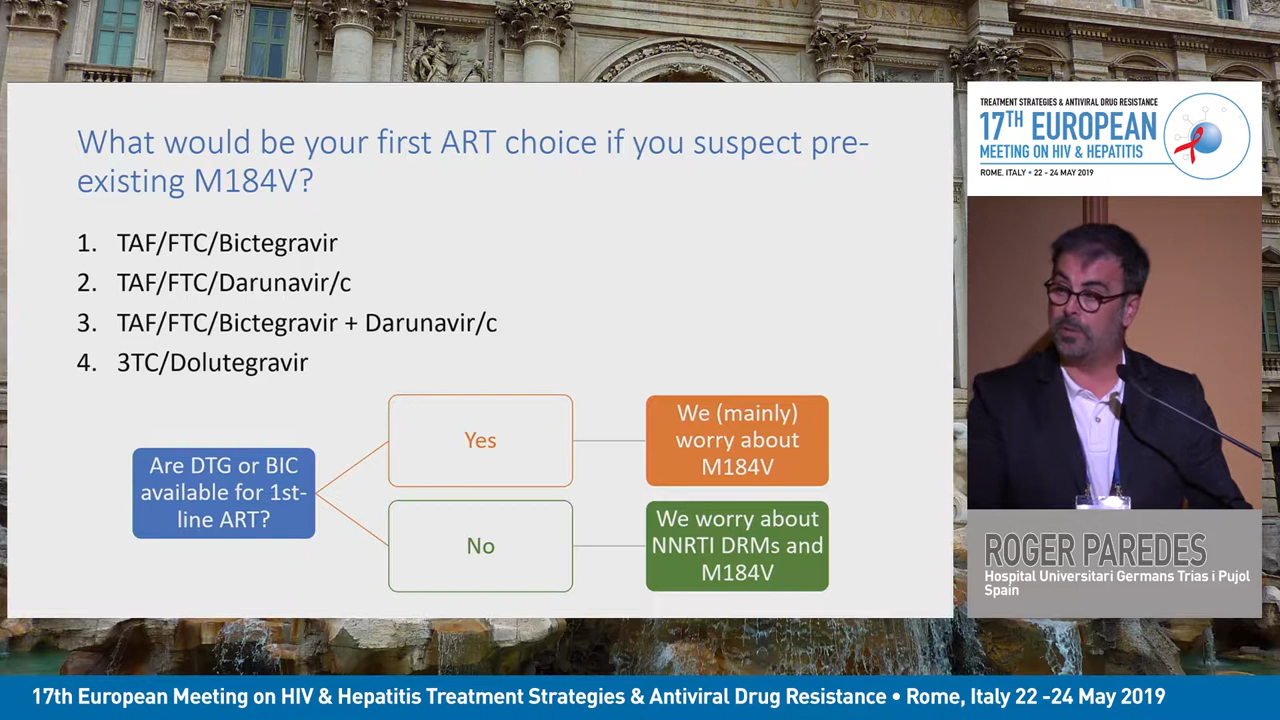 What would be your first ART choice if you suspect pre-
existing M184V?
1. TAF/FTC/Bictegravir
2. TAF/FTC/Darunavir/c
3. TAF/FTC/Bictegravir + Darunavir/c
4. 3TC/Dolutegravir
Are DTG or BIC
available for 1st-
line ART?
Yes
We (mainly)
worry about
M184V
No
We worry about
NNRTI DRMs and
M184V
TREATMENT STRATEGIES & ANTIVIRAL DRUG RESISTANCE
17TH EUROPEAN
MEETING ON HIV & HEPATITIS
ROME, ITALY • 22 - 24 MAY 2019
ROGER PAREDES
Hospital Universitari Germans Trias i Pujol
Spain
17th European Meeting on HIV & Hepatitis Treatment Strategies & Antiviral Drug Resistance • Rome, Italy 22 -24 May 2019